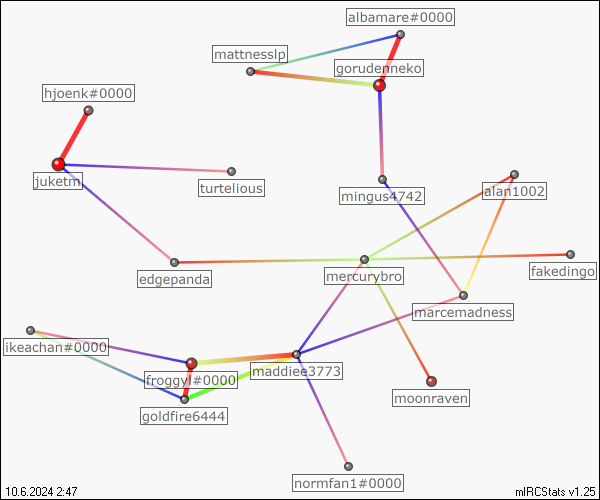 albamare#0000
mattnesslp
gorudenneko
hjoenk#0000
juketm
turtelious
mingus4742
alan1002
edgepanda
mercurybro
fakedingo
marcemadness
ikeachan#0000
froggy!#0000
maddiee3773
moonraven
goldfire6444
normfan1#0000
10.6.2024 2:47
mIRCStats v1.25